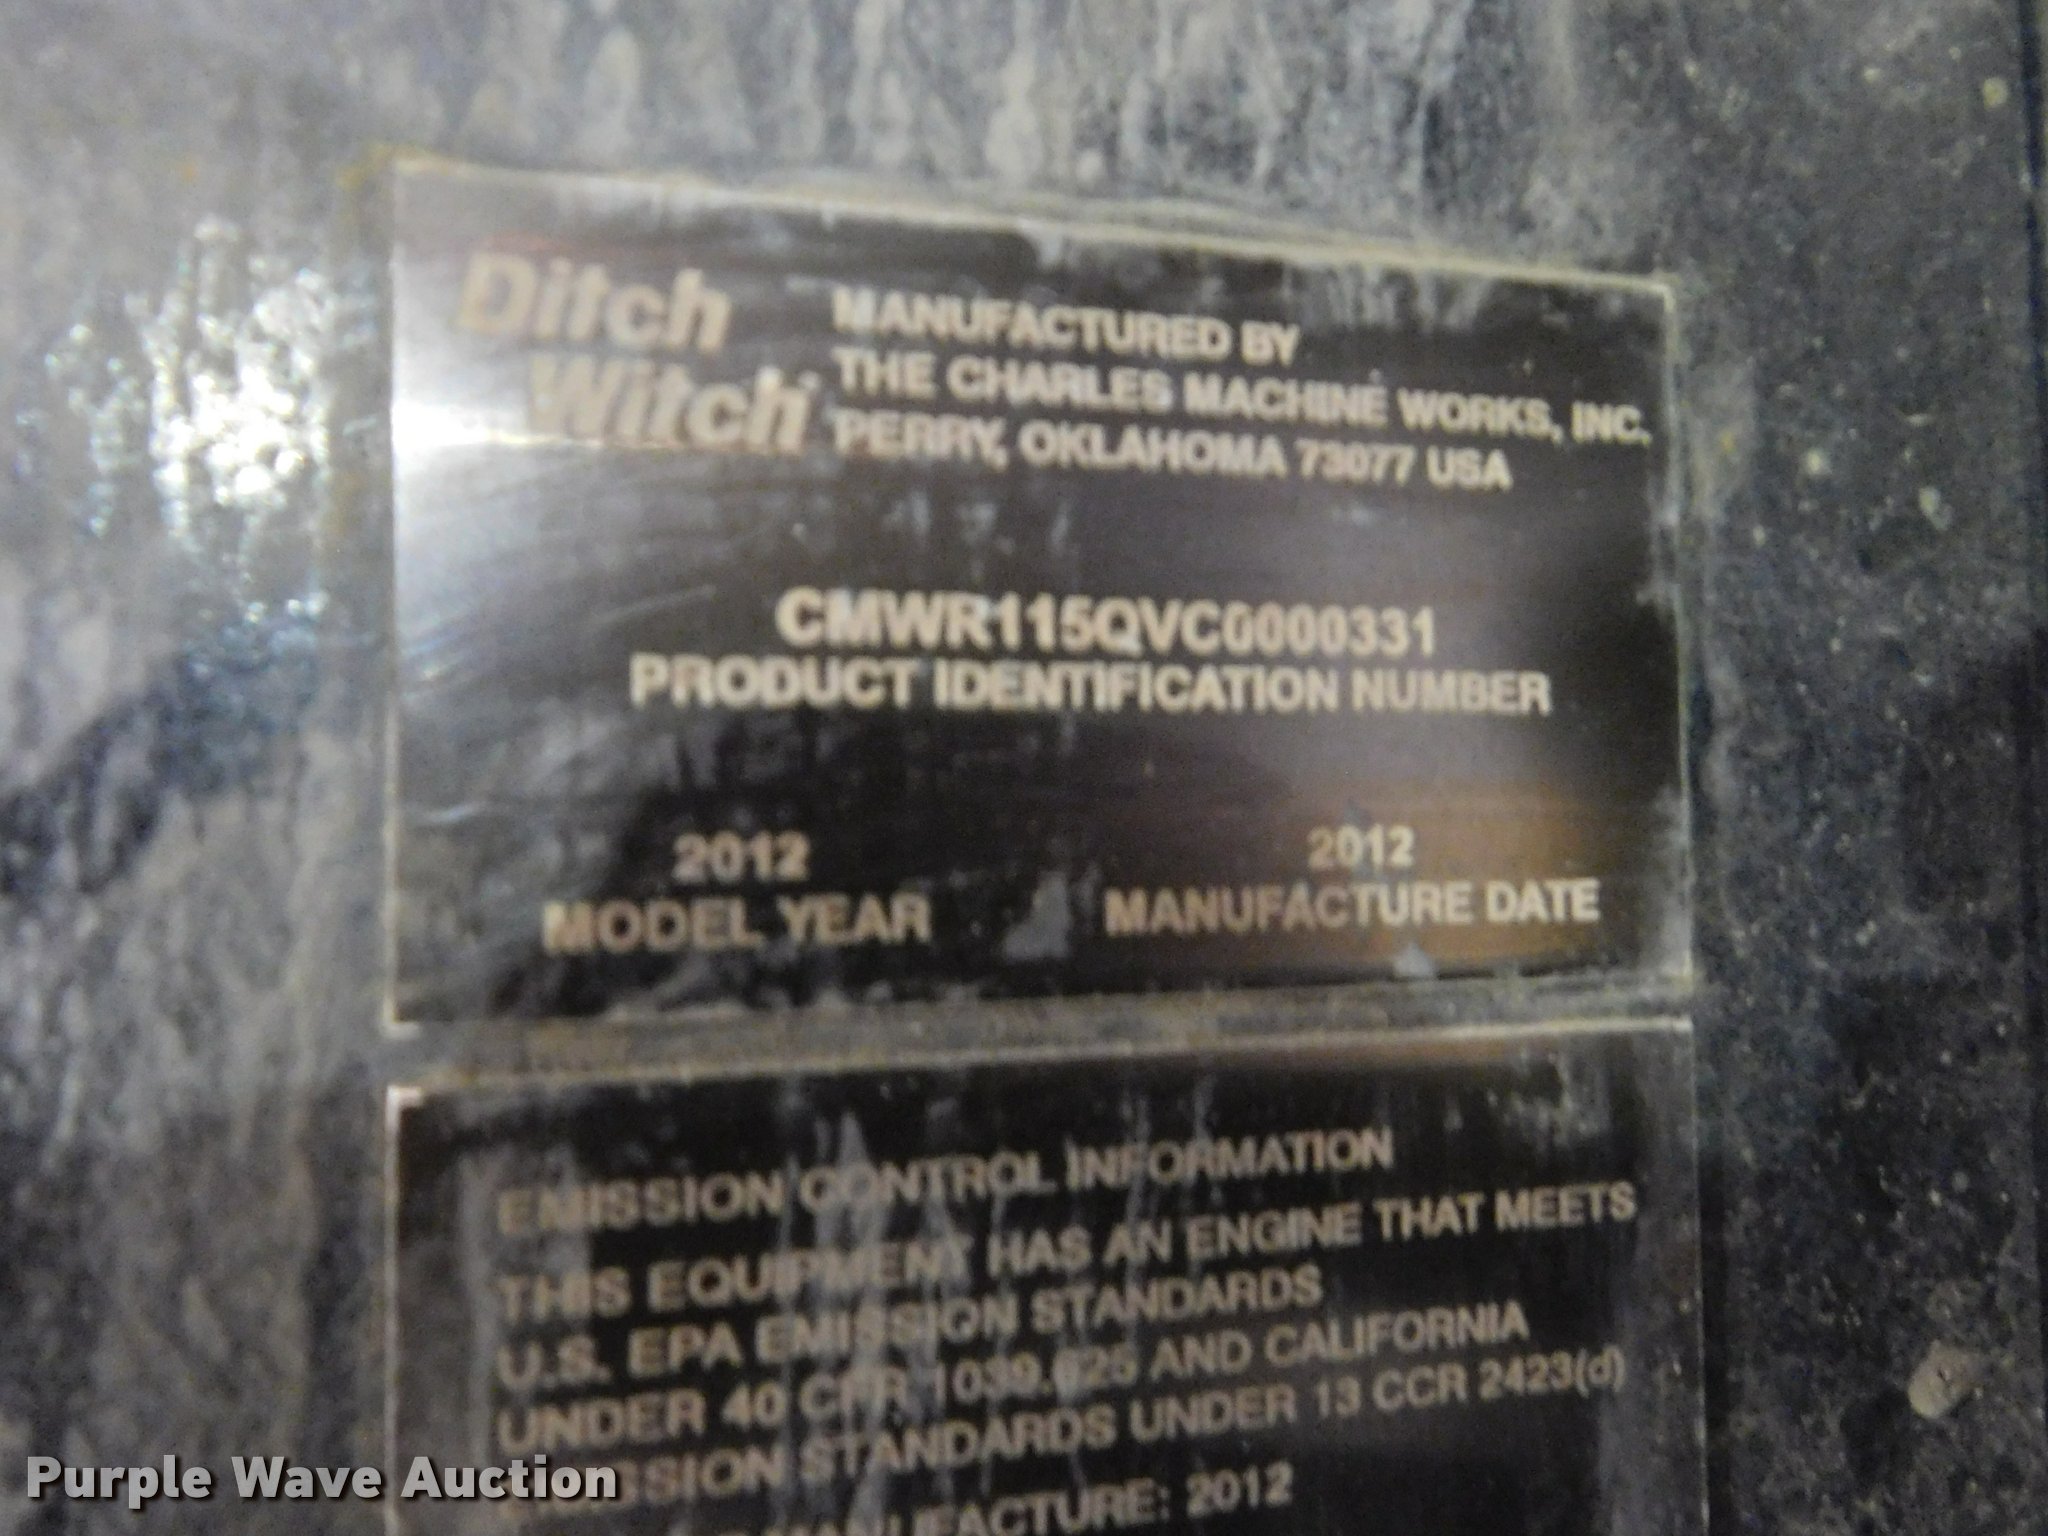 Ditch
Witch
MANUFACTURED BY
THE CHARLES MACHINE WORKS, INC.
PERRY, OKLAHOMA 73077 USA
CMWR115QVC0000331
PRODUCT IDENTIFICATION NUMBER
2012
MODEL YEAR
2012
MANUFACTURE DATE
EMISSION CONTROL INFORMATION
THIS EQUIPMENT HAS AN ENGINE THAT MEETS
U.S. EPA EMISSION STANDARDS
UNDER 40 CFR 1039.625 AND CALIFORNIA
EMISSION STANDARDS UNDER 13 CCR 2423(d)
MANUFACTURE: 2012
Purple Wave Auction